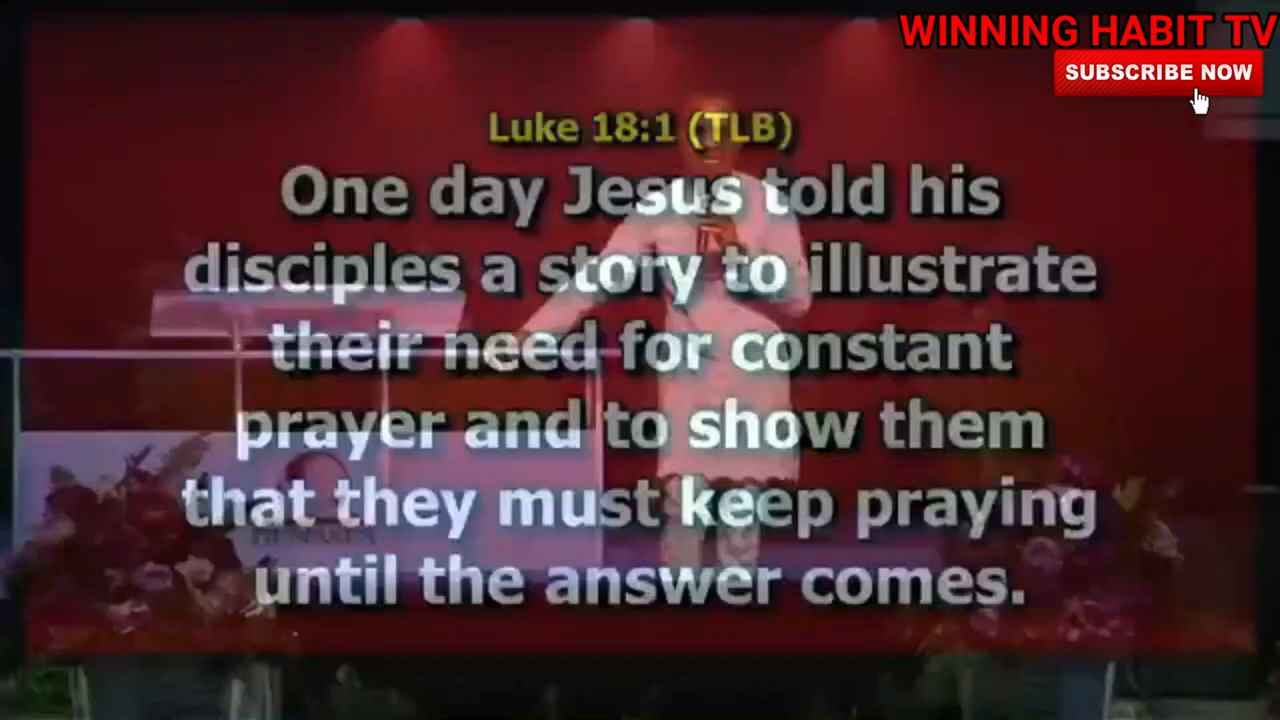 WINNING HABIT TV
SUBSCRIBE NOW
Luke 18:1 (TLB)
One day Jesus told his
disciples a story to illustrate
their need for constant
prayer and to show them
that they must keep praying
until the answer comes.